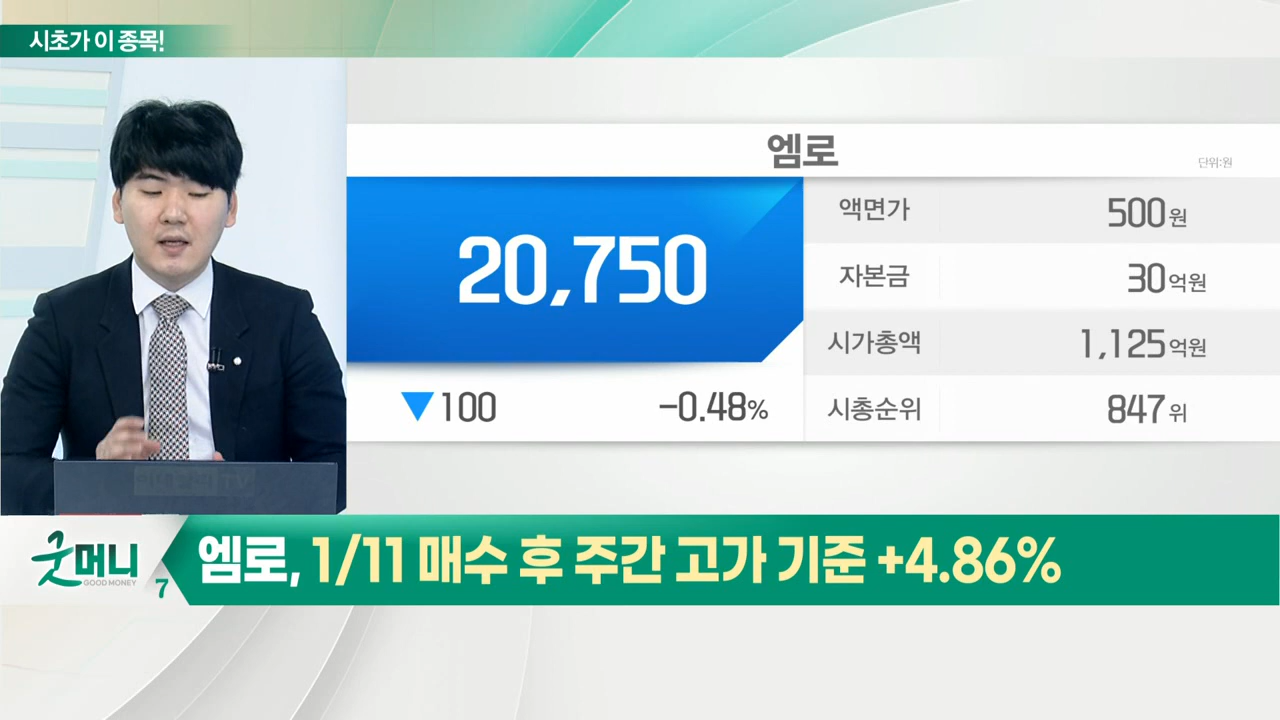 시초가 이 종목!
엠로
단위:원
20,750
▼100 -0.48%
액면가 500원
자본금 30억원
시가총액 1,125억원
시총순위 847위
굿머니
GOOD MONEY
7
엠로, 1/11 매수 후 주간 고가 기준 +4.86%